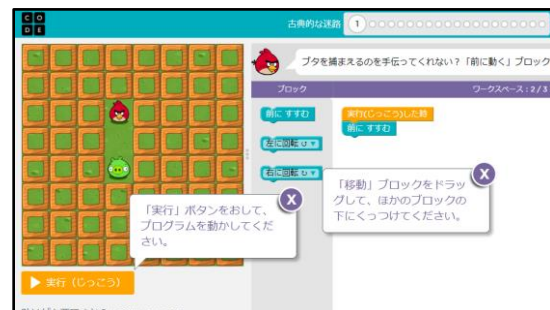 C O
D E
古典的な迷路 1
ブタを捕まえるのを手伝ってくれない？「前に動く」ブロック
ブロック
ワークスペース：2 / 3
前に すすむ
左に回転 ↺ ▼
右に回転 ↻ ▼
実行(じっこう)した時
前に すすむ
「実行」ボタンをおして、
プログラムを動かしてくだ
さい。
X
「移動」ブロックをドラッ
グして、ほかのブロックの
下にくっつけてください。
X
実行（じっこう）